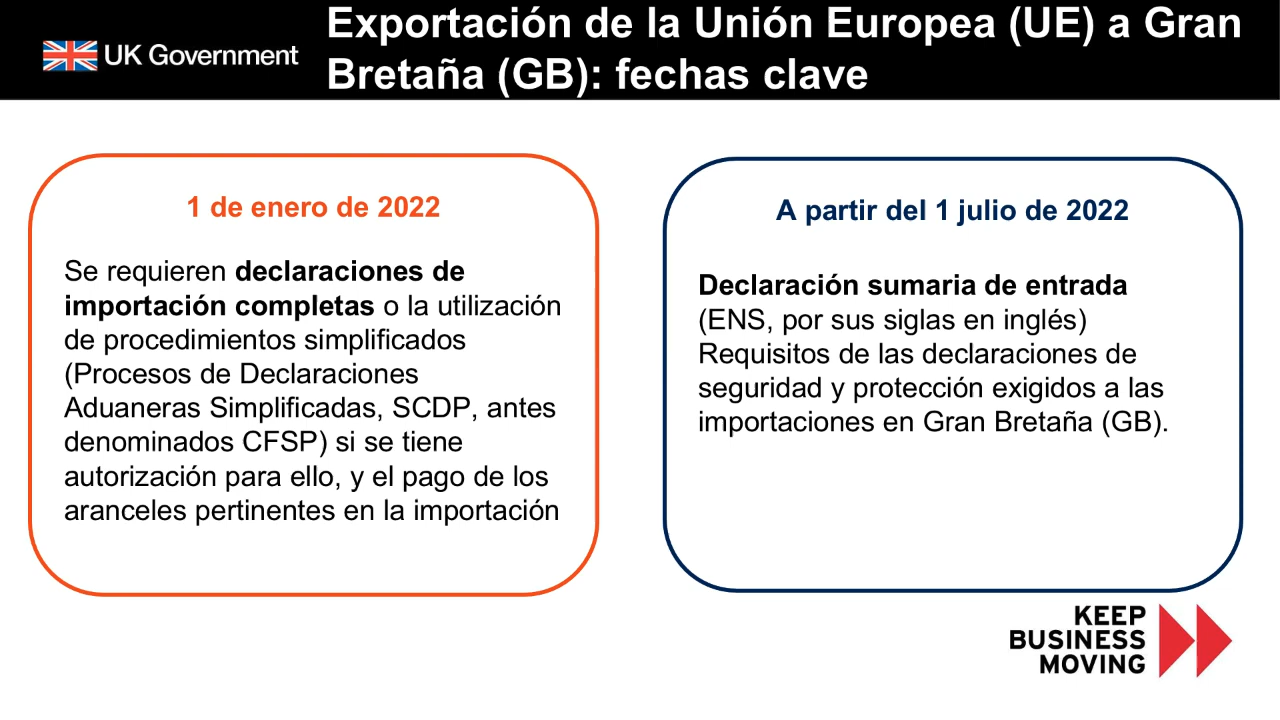 UK Government
Exportación de la Unión Europea (UE) a Gran
Bretaña (GB): fechas clave
1 de enero de 2022
Se requieren declaraciones de
importación completas o la utilización
de procedimientos simplificados
(Procesos de Declaraciones
Aduaneras Simplificadas, SCDP, antes
denominados CFSP) si se tiene
autorización para ello, y el pago de los
aranceles pertinentes en la importación
A partir del 1 julio de 2022
Declaración sumaria de entrada
(ENS, por sus siglas en inglés)
Requisitos de las declaraciones de
seguridad y protección exigidos a las
importaciones en Gran Bretaña (GB).
KEEP
BUSINESS
MOVING